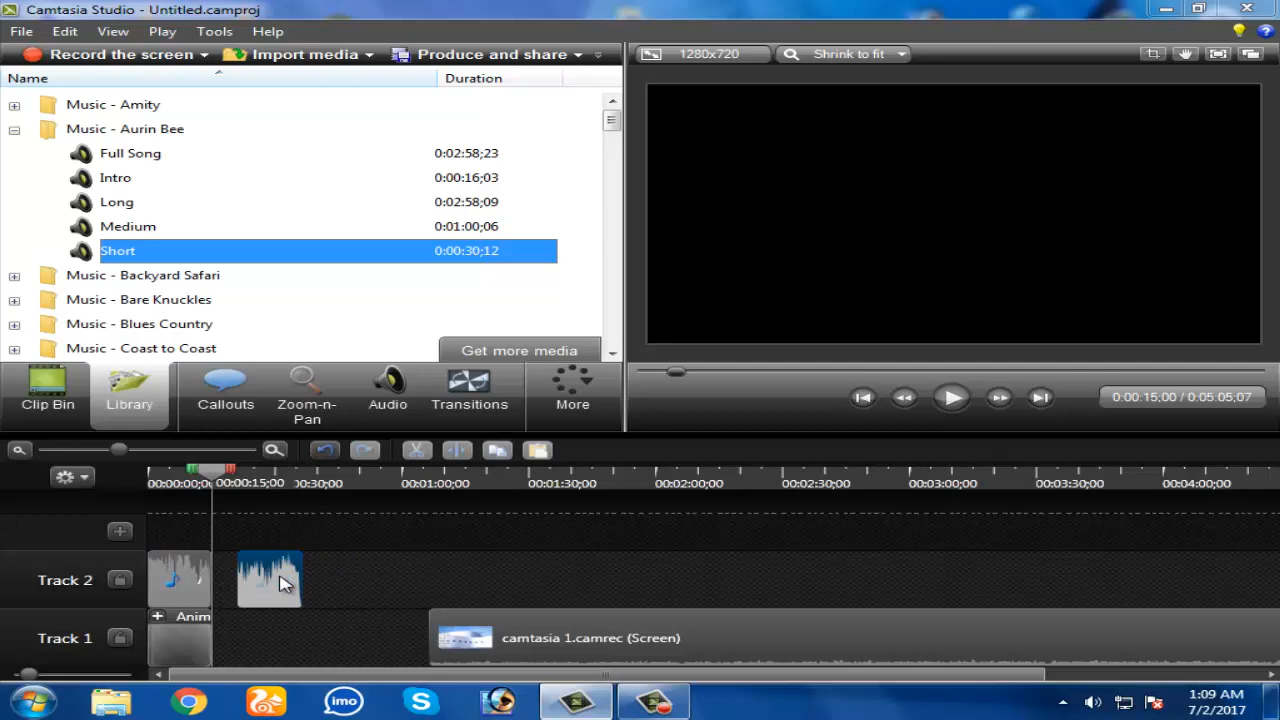 Camtasia Studio - Untitled.camproj
File Edit View Play Tools Help
Record the screen Import media Produce and share
1280x720 Shrink to fit
Name Duration
Music - Amity
Music - Aurin Bee
Full Song 0:02:58;23
Intro 0:00:16;03
Long 0:02:58;09
Medium 0:01:00;06
Short 0:00:30;12
Music - Backyard Safari
Music - Bare Knuckles
Music - Blues Country
Music - Coast to Coast
Get more media
Clip Bin Library Callouts Zoom-n-Pan Audio Transitions More
0:00:15;00 / 0:05:05;07
00:00:00;0 00:00:15;00 :00:30;00 00:01:00;00 00:01:30;00 00:02:00;00 00:02:30;00 00:03:00;00 00:03:30;00 00:04:00;00
Track 2
Anim
Track 1 camtasia 1.camrec (Screen)
imo
1:09 AM
7/2/2017